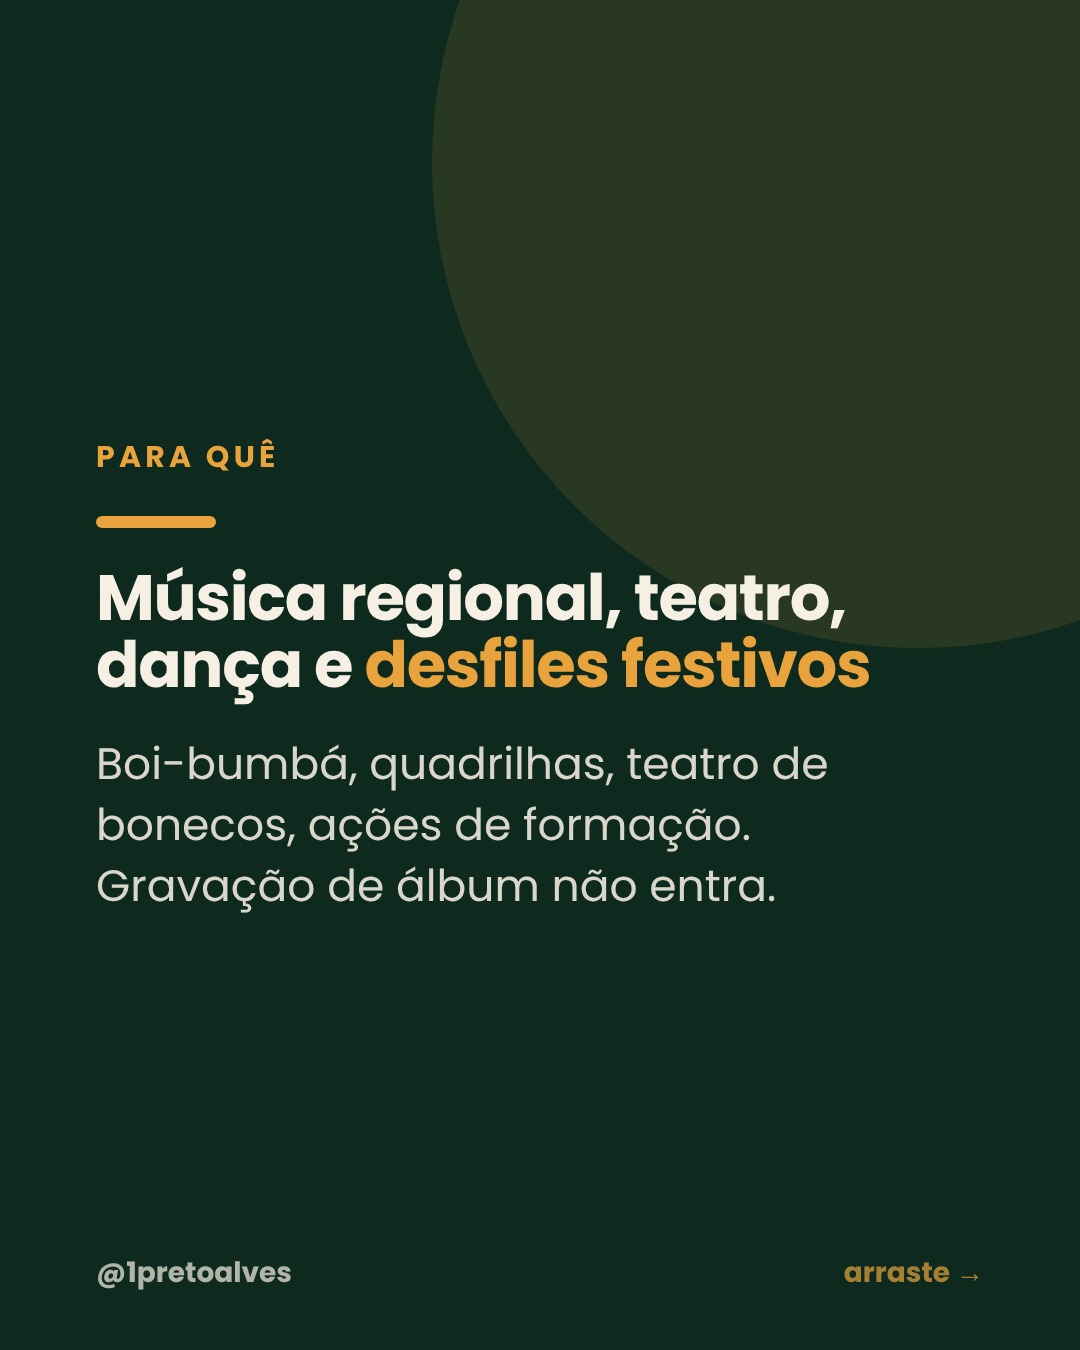 PARA QUÊ
Música regional, teatro,
dança e desfiles festivos
Boi-bumbá, quadrilhas, teatro de
bonecos, ações de formação.
Gravação de álbum não entra.
@1pretoalves
arraste →